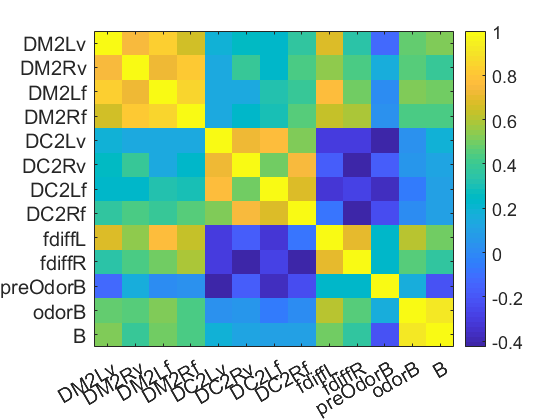 DM2Lv
DM2Rv
DM2Lf
DM2Rf
DC2Lv
DC2Rv
DC2Lf
DC2Rf
fdiffL
fdiffR
preOdorB
odorB
B
DM2Lv
DM2Rv
DM2Lf
DM2Rf
DC2Lv
DC2Rv
DC2Lf
DC2Rf
fdiffL
fdiffR
preOdorB
odorB
B
1
0.8
0.6
0.4
0.2
0
-0.2
-0.4